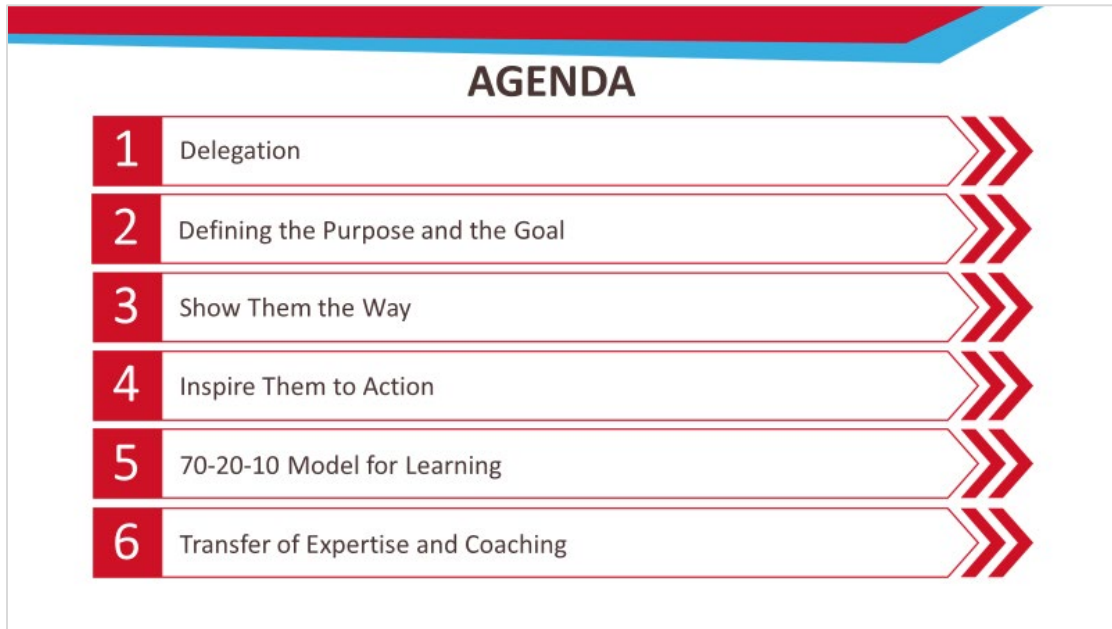 AGENDA
1 Delegation
2 Defining the Purpose and the Goal
3 Show Them the Way
4 Inspire Them to Action
5 70-20-10 Model for Learning
6 Transfer of Expertise and Coaching